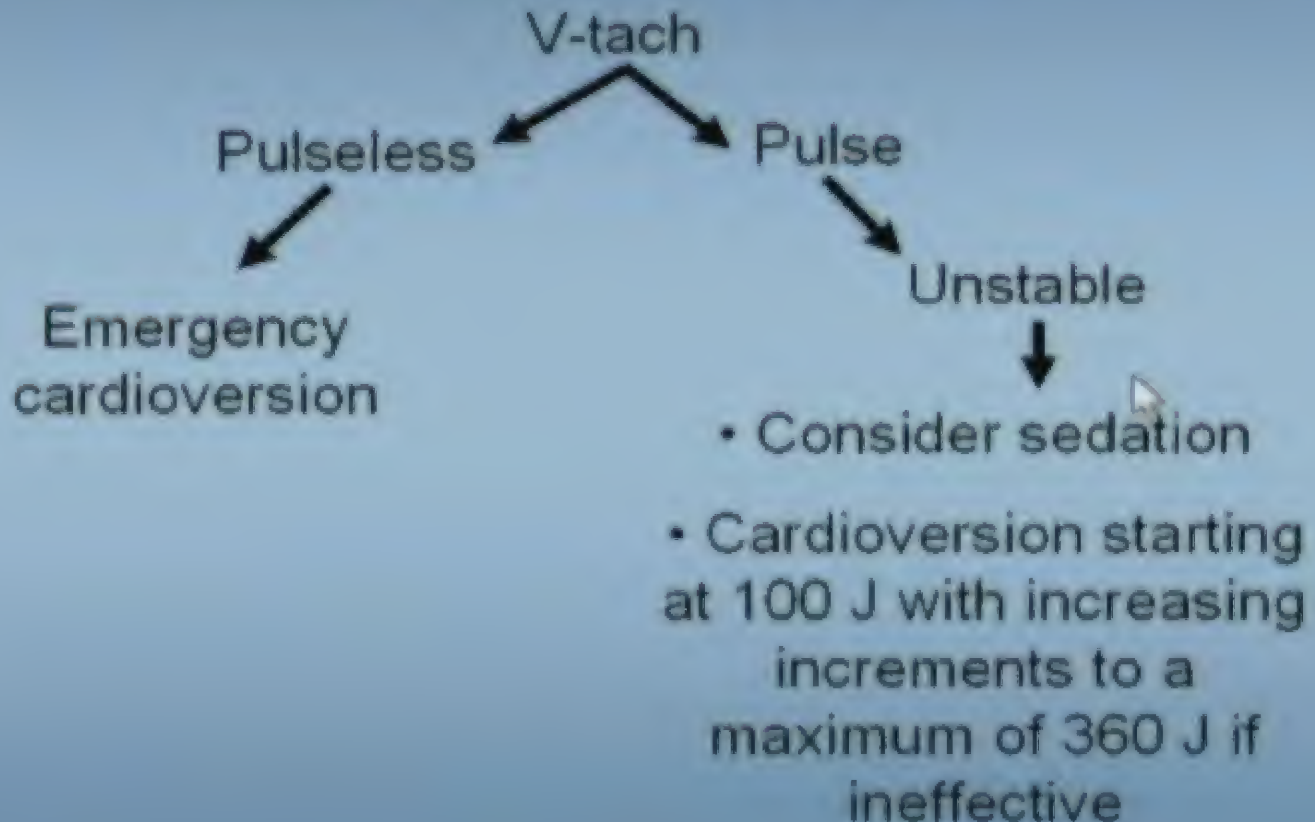 V-tach
Pulseless
Pulse
Unstable
Emergency
cardioversion
• Consider sedation
• Cardioversion starting
at 100 J with increasing
increments to a
maximum of 360 J if
ineffective